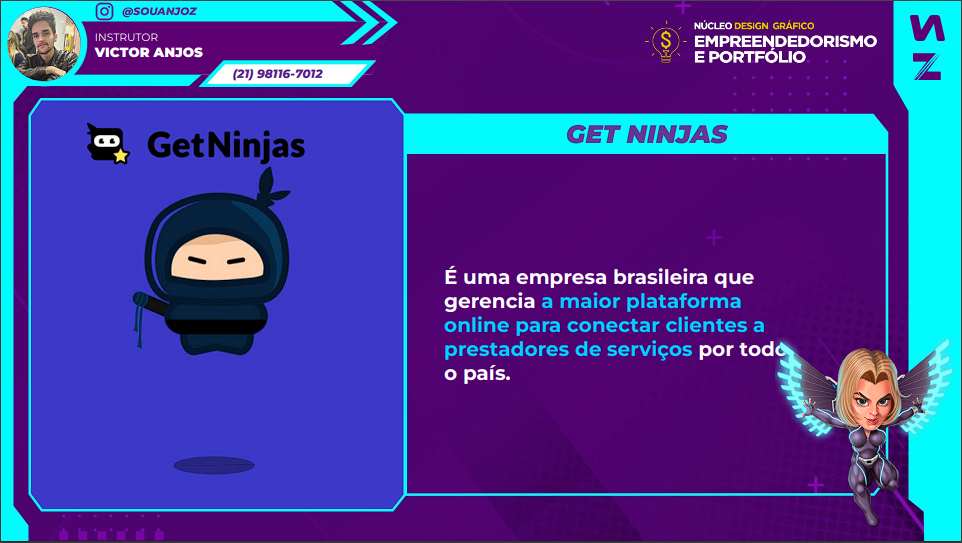 @SOUANJOZ
INSTRUTOR
VICTOR ANJOS
(21) 98116-7012
NÚCLEO DESIGN GRÁFICO
EMPREENDEDORISMO
E PORTFÓLIO
GetNinjas
GET NINJAS
É uma empresa brasileira que
gerencia a maior plataforma
online para conectar clientes a
prestadores de serviços por todo
o país.